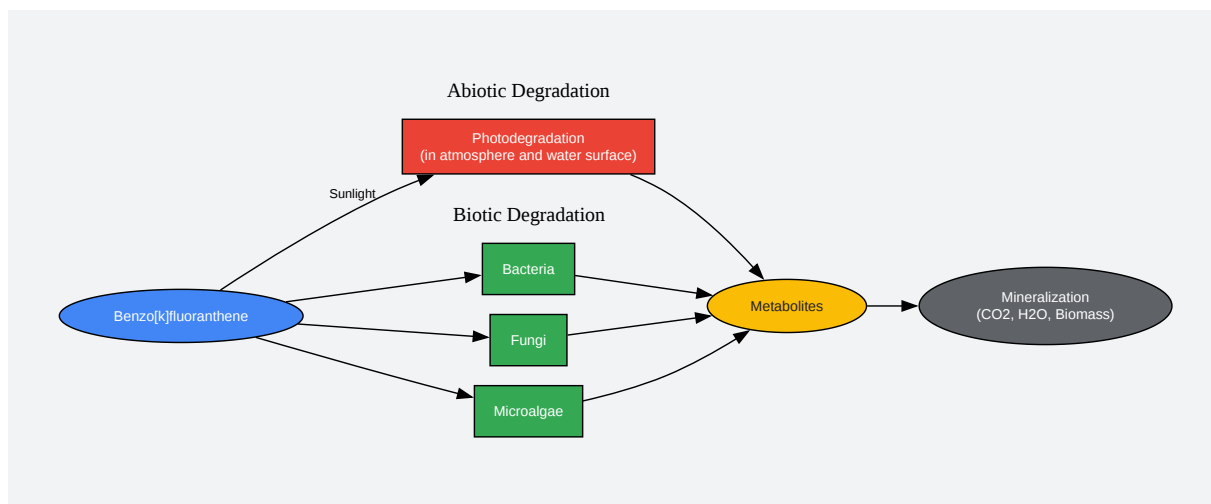 Abiotic Degradation
Photodegradation
(in atmosphere and water surface)
Sunlight
Biotic Degradation
Bacteria
Benzo[k]fluoranthene
Fungi
Microalgae
Metabolites
Mineralization
(CO2, H2O, Biomass)